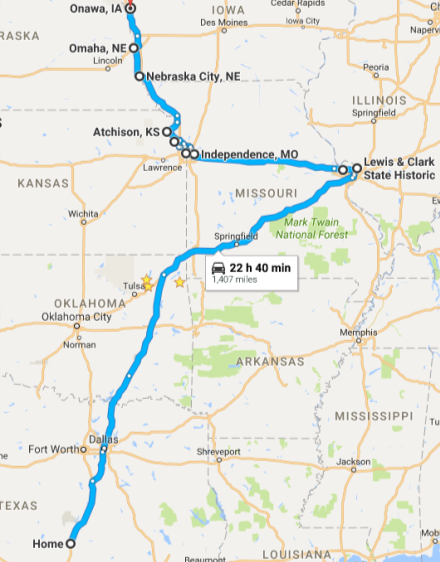 Onawa, IA
IOWA
Cedar Rapids
Iowa City
Des Moines
RASKA
Omaha, NE
Lincoln
Nebraska City, NE
Peoria
ILLINOIS
Springfield
Atchison, KS
Independence, MO
Lawrence
Lewis & Clark
State Historic
KANSAS
MISSOURI
Wichita
Mark Twain
National Forest
Springfield
22 h 40 min
1,407 miles
Tulsa
OKLAHOMA
Oklahoma City
Norman
Memphis
ARKANSAS
MISSISSIPPI
Dallas
Fort Worth
Shreveport
Jackson
TEXAS
Home
Beaumont
LOUISIANA
Mob